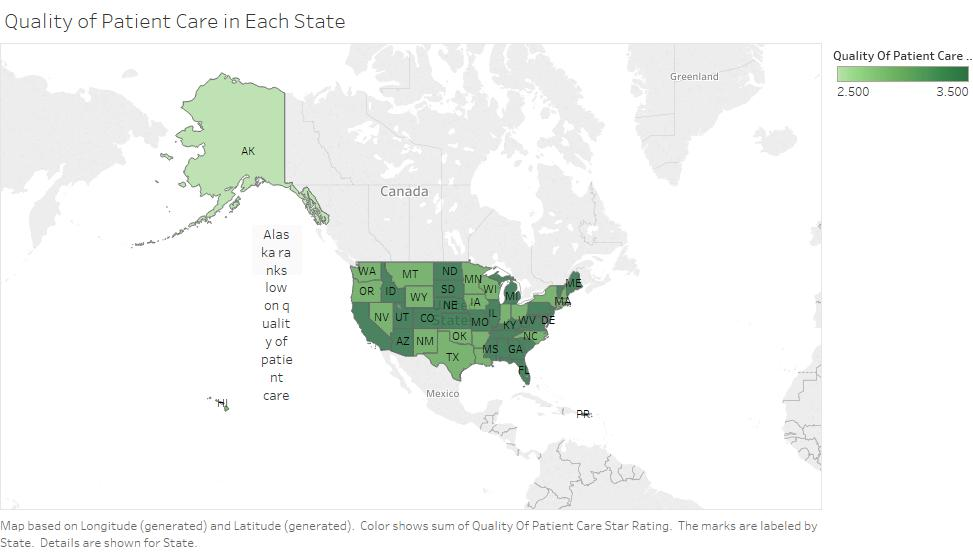 Quality of Patient Care in Each State
Quality Of Patient Care ..
2.500 3.500
Greenland
AK
Canada
Alas
ka ra
nks
low
on q
ualit
y of
patie
nt
care
WA MT ND MN ME
OR ID WY SD WI MI MA
NE IA
NV UT CO MO IL WV DE
States
KY
AZ NM OK MS GA NC
TX FL
Mexico
HI PR
Map based on Longitude (generated) and Latitude (generated).  Color shows sum of Quality Of Patient Care Star Rating.  The marks are labeled by
State.  Details are shown for State.